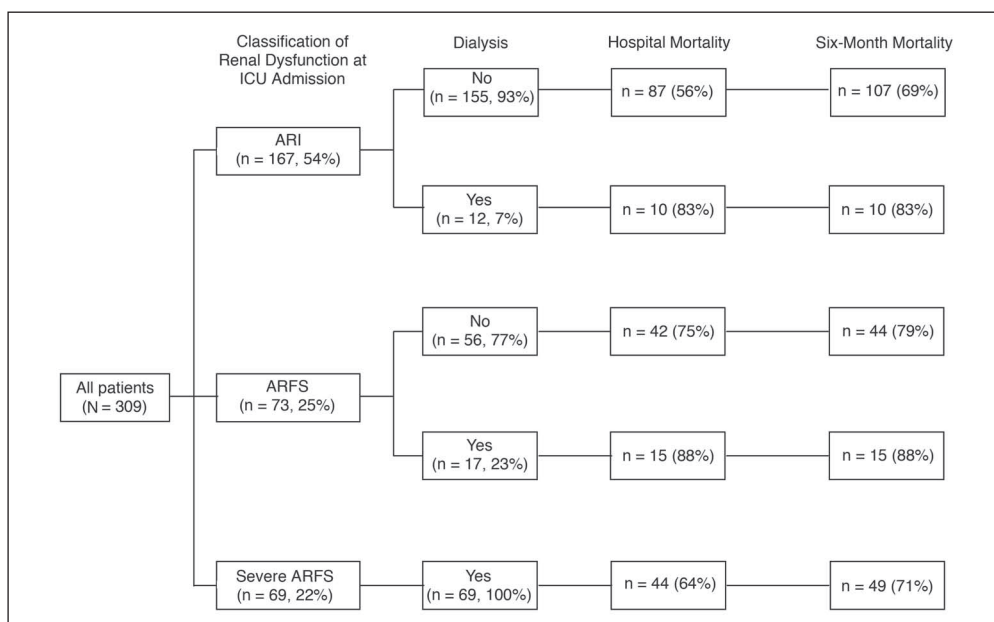 Classification of
Renal Dysfunction at
ICU Admission
Dialysis
Hospital Mortality
Six-Month Mortality
No
(n = 155, 93%)
n = 87 (56%)
n = 107 (69%)
ARI
(n = 167, 54%)
Yes
(n = 12, 7%)
n = 10 (83%)
n = 10 (83%)
No
(n = 56, 77%)
n = 42 (75%)
n = 44 (79%)
All patients
(N = 309)
ARFS
(n = 73, 25%)
Yes
(n = 17, 23%)
n = 15 (88%)
n = 15 (88%)
Severe ARFS
(n = 69, 22%)
Yes
(n = 69, 100%)
n = 44 (64%)
n = 49 (71%)